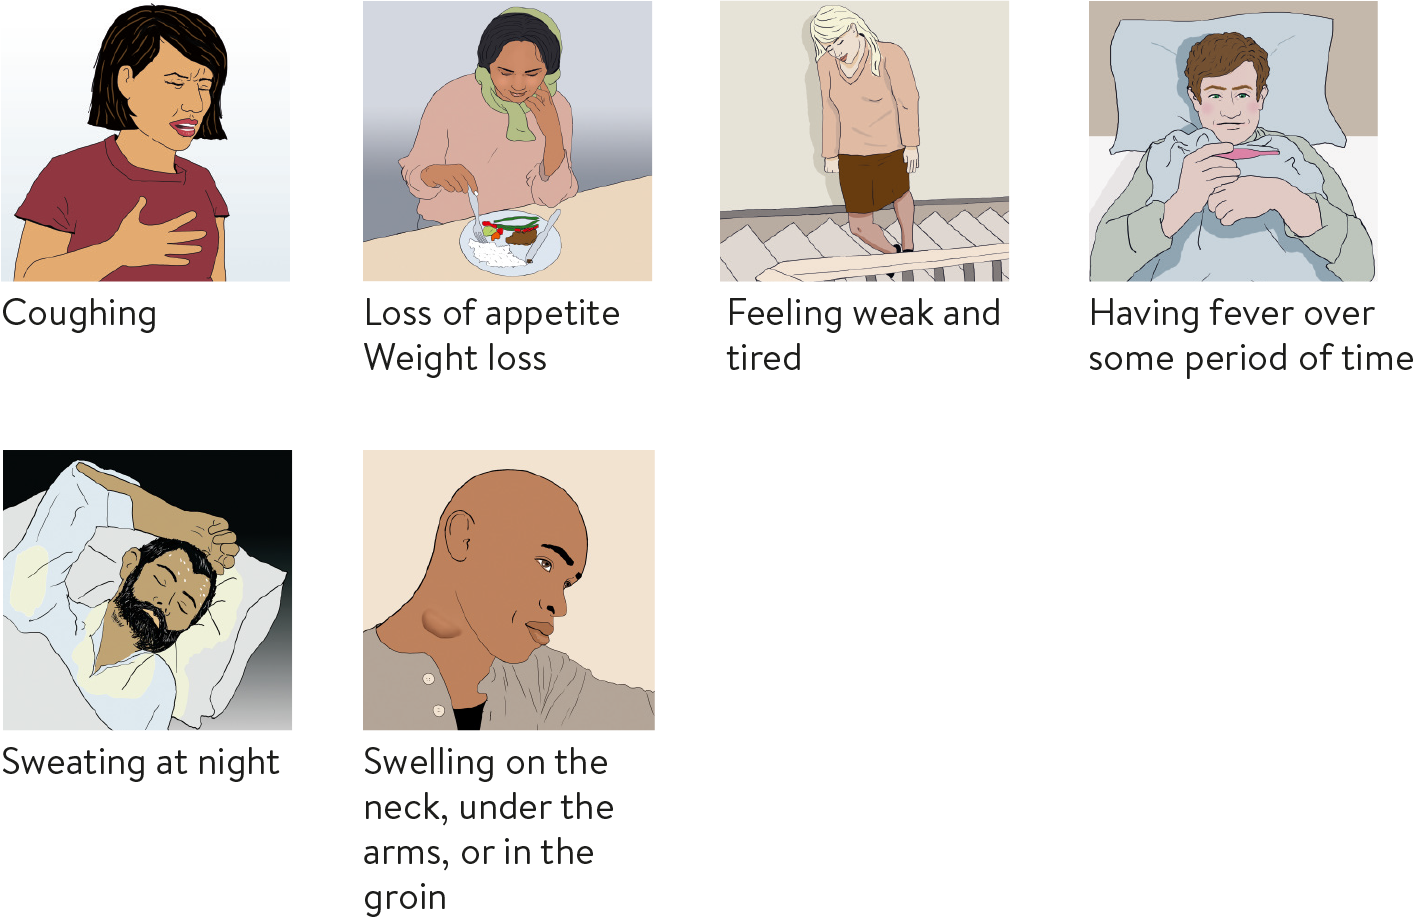 Coughing
Loss of appetite
Weight loss
Feeling weak and
tired
Having fever over
some period of time
Sweating at night
Swelling on the
neck, under the
arms, or in the
groin